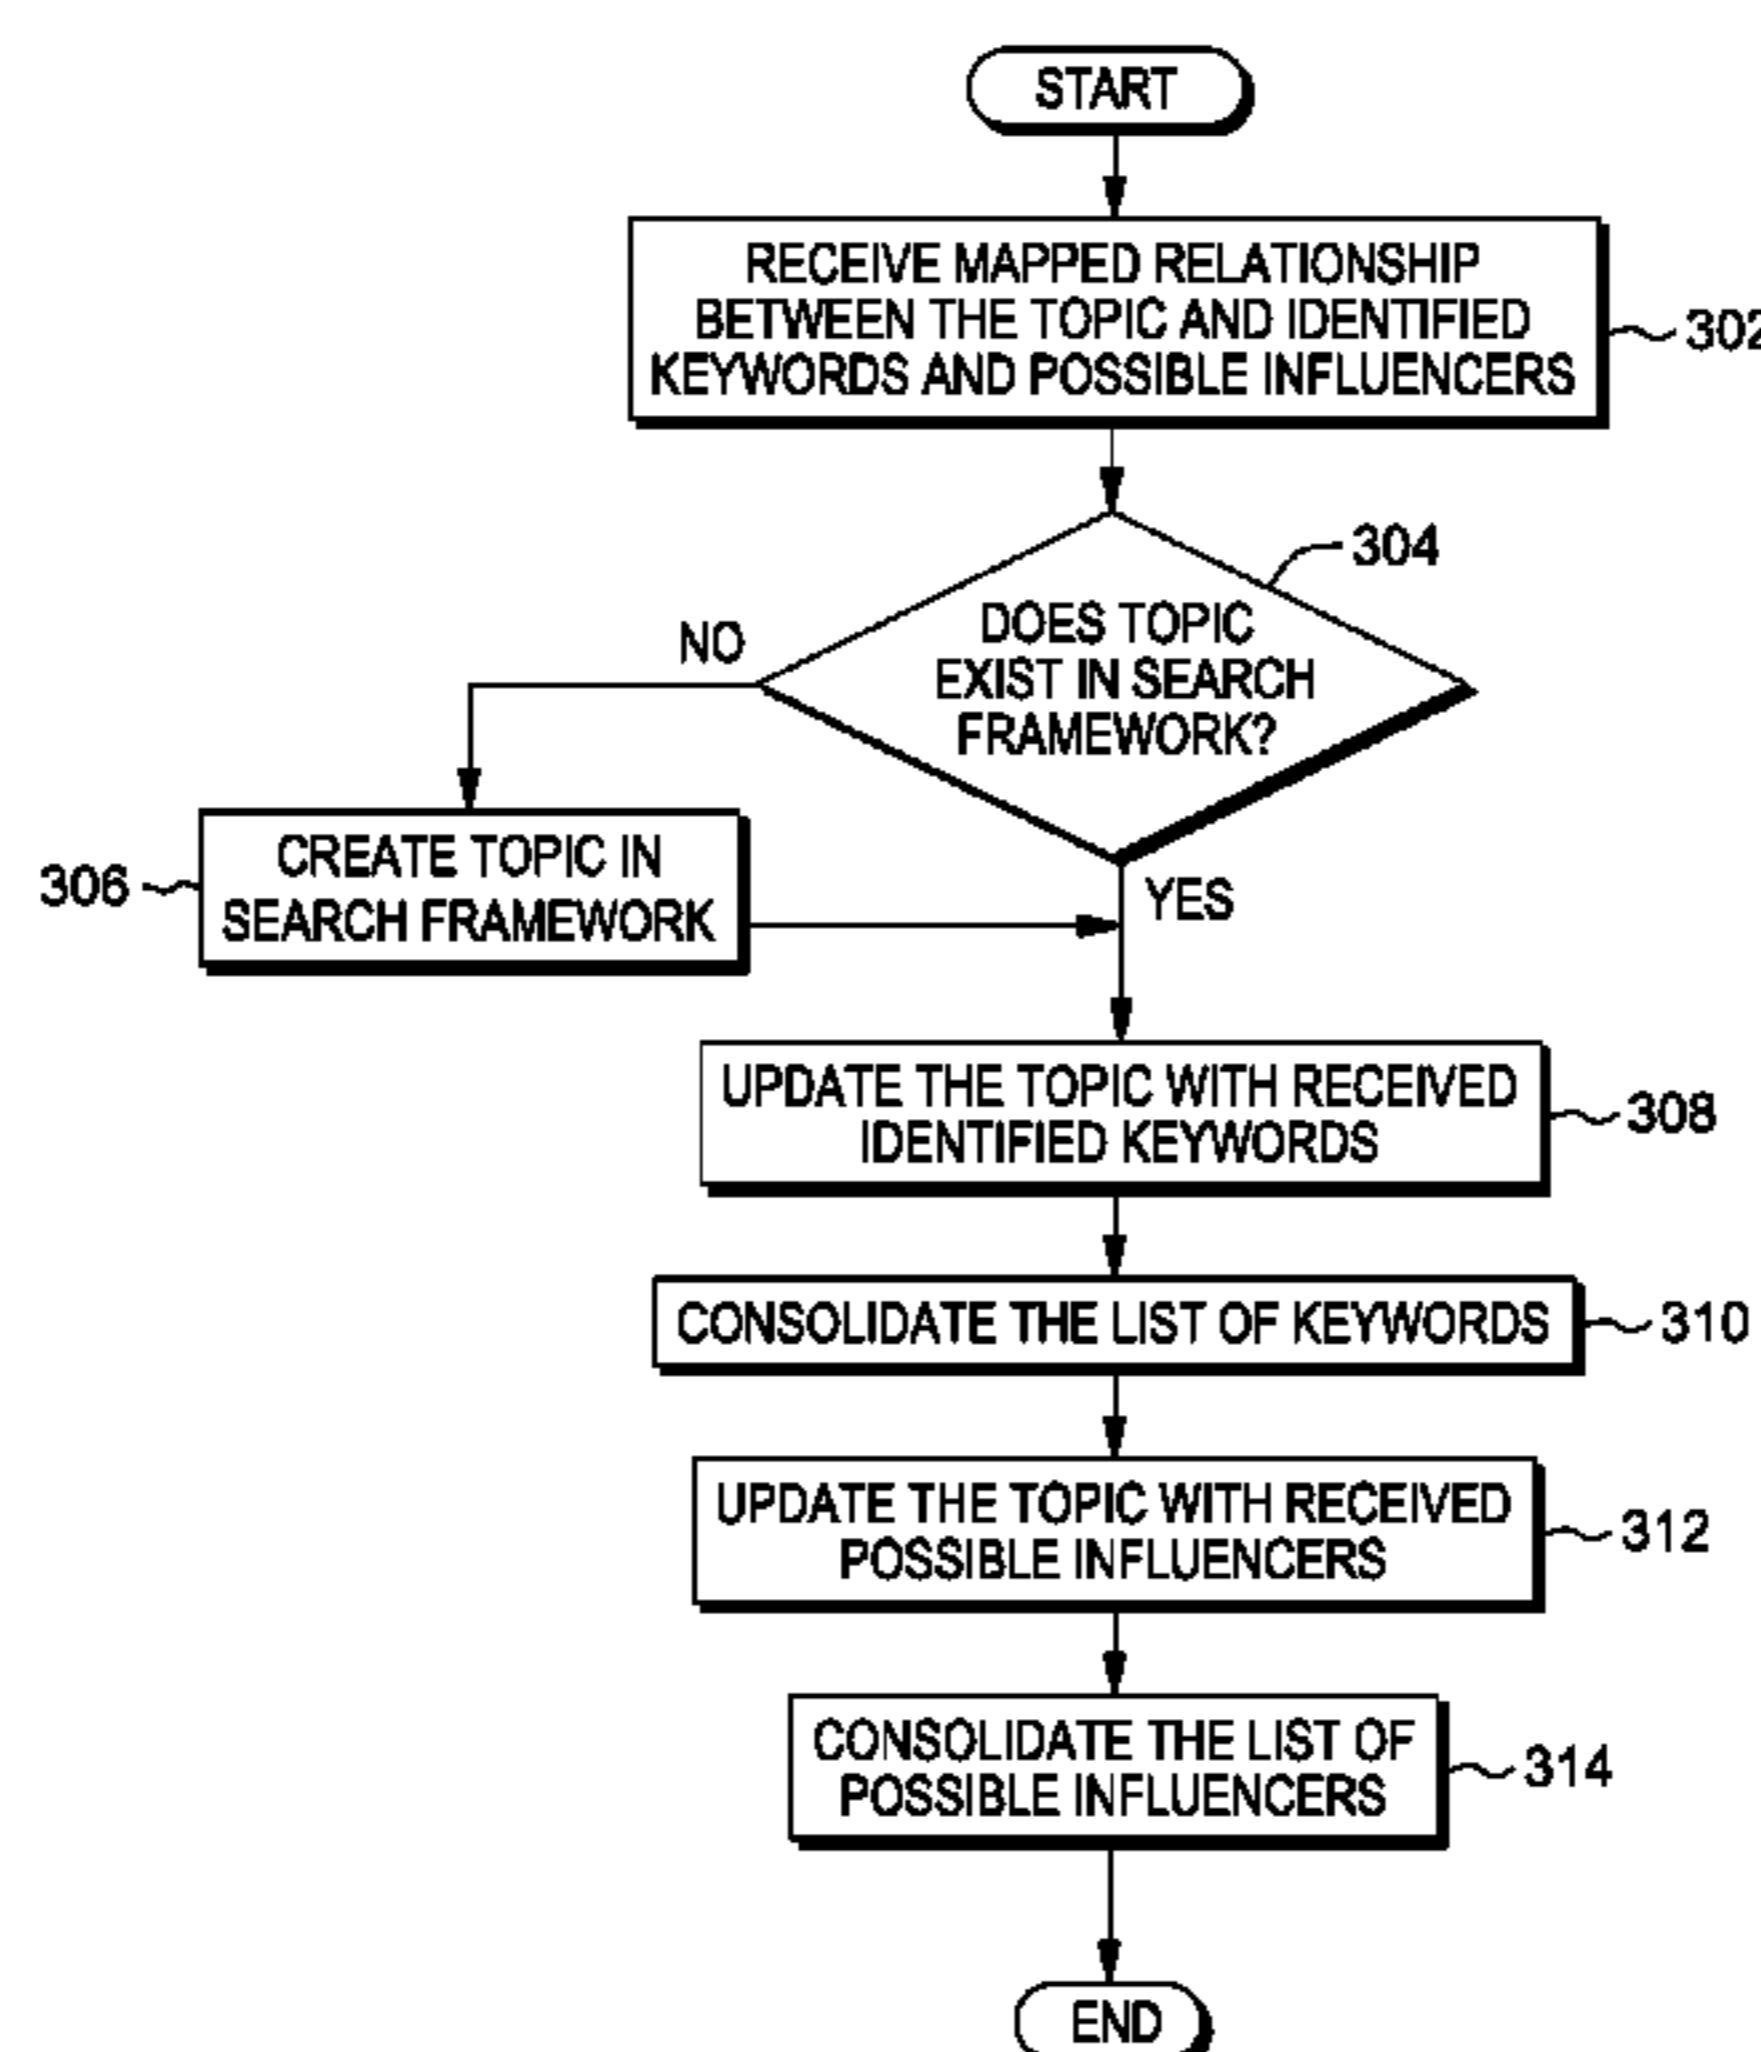 START
RECEIVE MAPPED RELATIONSHIP
BETWEEN THE TOPIC AND IDENTIFIED
KEYWORDS AND POSSIBLE INFLUENCERS
302
304
DOES TOPIC
EXIST IN SEARCH
FRAMEWORK?
NO
YES
306
CREATE TOPIC IN
SEARCH FRAMEWORK
UPDATE THE TOPIC WITH RECEIVED
IDENTIFIED KEYWORDS
308
CONSOLIDATE THE LIST OF KEYWORDS
310
UPDATE THE TOPIC WITH RECEIVED
POSSIBLE INFLUENCERS
312
CONSOLIDATE THE LIST OF
POSSIBLE INFLUENCERS
314
END